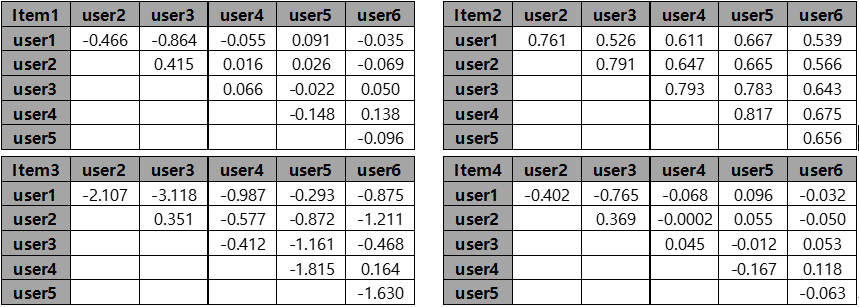 Item1 user2 user3 user4 user5 user6
user1 -0.466 -0.864 -0.055 0.091 -0.035
user2 0.415 0.016 0.026 -0.069
user3 0.066 -0.022 0.050
user4 -0.148 0.138
user5 -0.096
Item2 user2 user3 user4 user5 user6
user1 0.761 0.526 0.611 0.667 0.539
user2 0.791 0.647 0.665 0.566
user3 0.793 0.783 0.643
user4 0.817 0.675
user5 0.656
Item3 user2 user3 user4 user5 user6
user1 -2.107 -3.118 -0.987 -0.293 -0.875
user2 0.351 -0.577 -0.872 -1.211
user3 -0.412 -1.161 -0.468
user4 -1.815 0.164
user5 -1.630
Item4 user2 user3 user4 user5 user6
user1 -0.402 -0.765 -0.068 0.096 -0.032
user2 0.369 -0.0002 0.055 -0.050
user3 0.045 -0.012 0.053
user4 -0.167 0.118
user5 -0.063